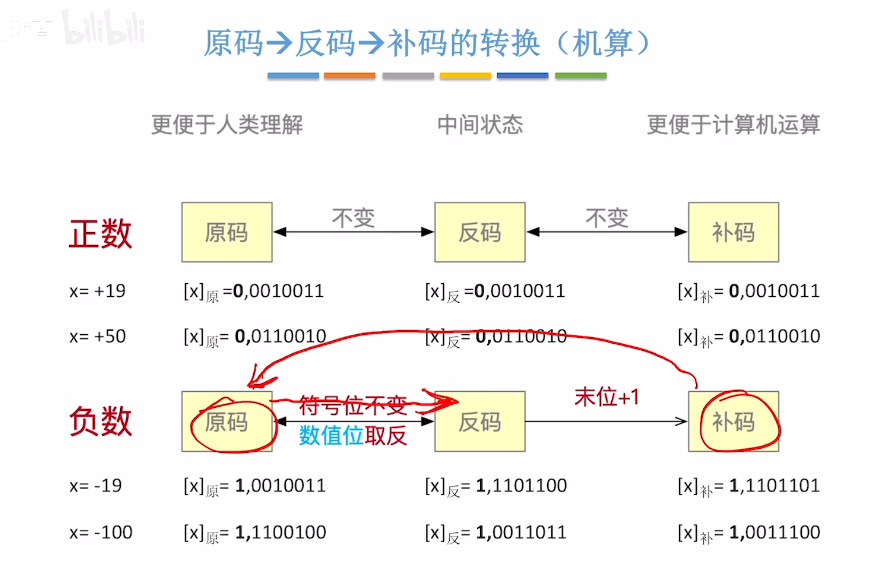 bilibili
原码→反码→补码的转换（机算）
更便于人类理解 中间状态 更便于计算机运算
正数 原码 不变 反码 不变 补码
x= +19 [x]原 =0,0010011 [x]反 =0,0010011 [x]补= 0,0010011
x= +50 [x]原= 0,0110010 [x]反= 0,0110010 [x]补= 0,0110010
负数 原码 符号位不变 反码 末位+1 补码
数值位取反
x= -19 [x]原= 1,0010011 [x]反= 1,1101100 [x]补= 1,1101101
x= -100 [x]原= 1,1100100 [x]反= 1,0011011 [x]补= 1,0011100